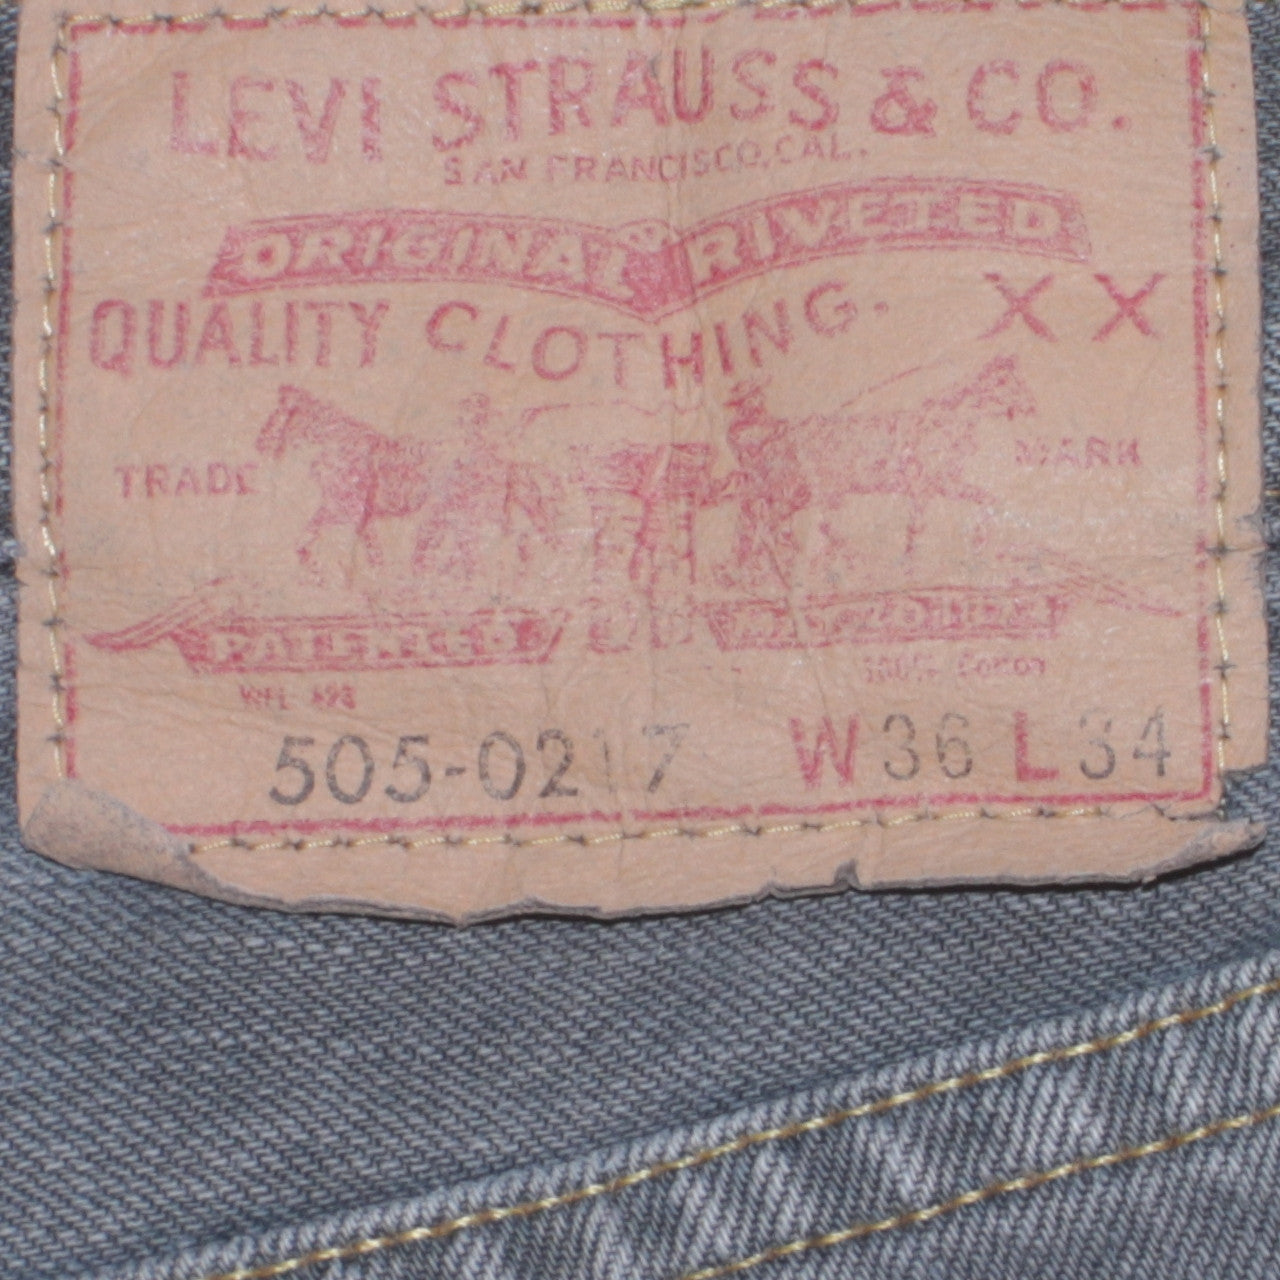 LEVI STRAUSS & CO.
SAN FRANCISCO, CAL.
ORIGINAL RIVETED
QUALITY CLOTHING. XX
TRADE MARK
PATENTED
100% COTTON
505-0217 W36 L34